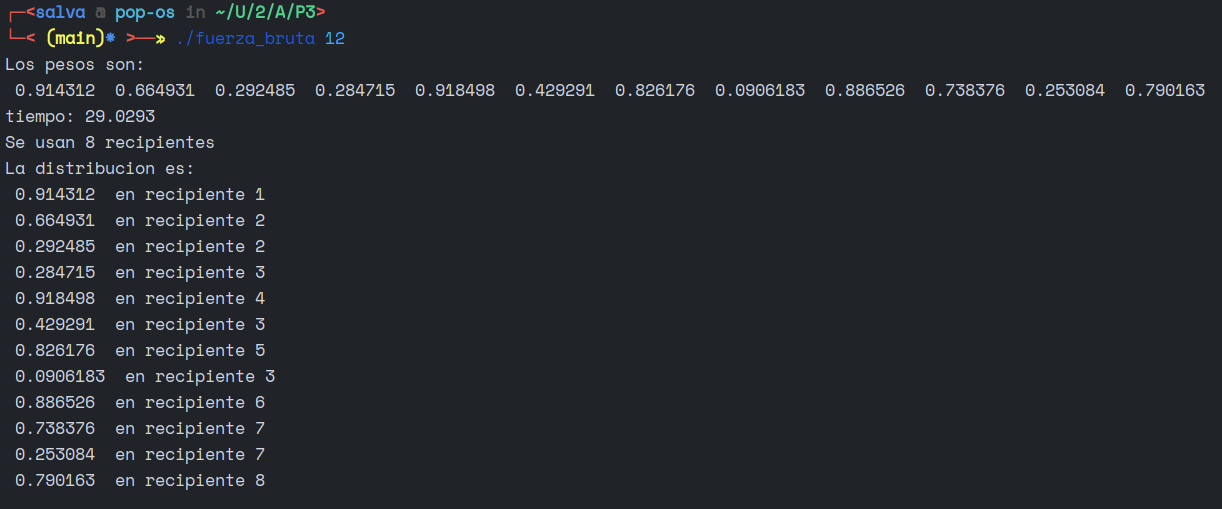 ┌─<salva @ pop-os in ~/U/2/A/P3>
└─< (main)* >──» ./fuerza_bruta 12
Los pesos son:
 0.914312  0.664931  0.292485  0.284715  0.918498  0.429291  0.826176  0.0906183  0.886526  0.738376  0.253084  0.790163
tiempo: 29.0293
Se usan 8 recipientes
La distribucion es:
 0.914312  en recipiente 1
 0.664931  en recipiente 2
 0.292485  en recipiente 2
 0.284715  en recipiente 3
 0.918498  en recipiente 4
 0.429291  en recipiente 3
 0.826176  en recipiente 5
 0.0906183  en recipiente 3
 0.886526  en recipiente 6
 0.738376  en recipiente 7
 0.253084  en recipiente 7
 0.790163  en recipiente 8